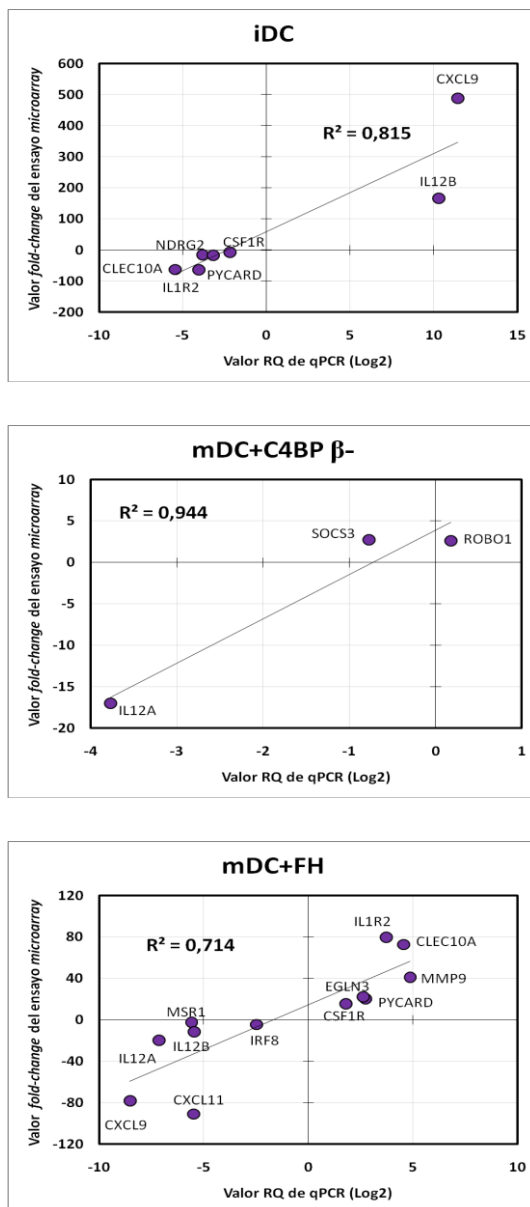 iDC
600
500
400
300
200
100
0
-100
-200
Valor fold-change del ensayo microarray
R² = 0,815
CXCL9
IL12B
NDRG2
CSF1R
CLEC10A
PYCARD
IL1R2
-10
-5
0
5
10
15
Valor RQ de qPCR (Log2)
mDC+C4BP β-
10
5
0
-5
-10
-15
-20
Valor fold-change del ensayo microarray
R² = 0,944
SOCS3
ROBO1
IL12A
-4
-3
-2
-1
0
1
Valor RQ de qPCR (Log2)
mDC+FH
120
80
40
0
-40
-80
-120
Valor fold-change del ensayo microarray
R² = 0,714
IL1R2
CLEC10A
MMP9
EGLN3
PYCARD
CSF1R
MSR1
IL12A
IL12B
IRF8
CXCL9
CXCL11
-10
-5
0
5
10
Valor RQ de qPCR (Log2)